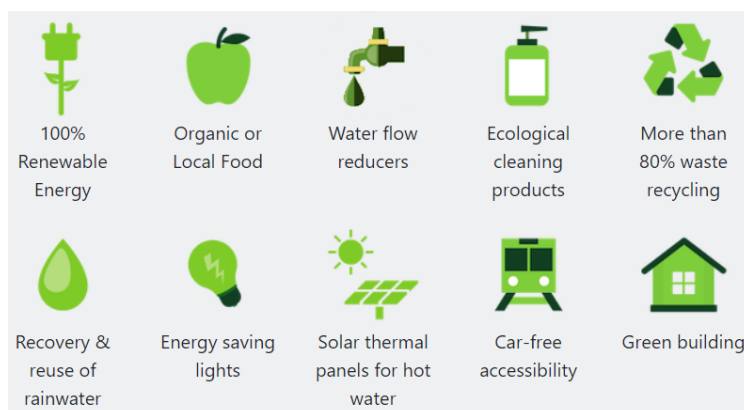 100%
Renewable
Energy
Organic or
Local Food
Water flow
reducers
Ecological
cleaning
products
More than
80% waste
recycling
Recovery &
reuse of
rainwater
Energy saving
lights
Solar thermal
panels for hot
water
Car-free
accessibility
Green building